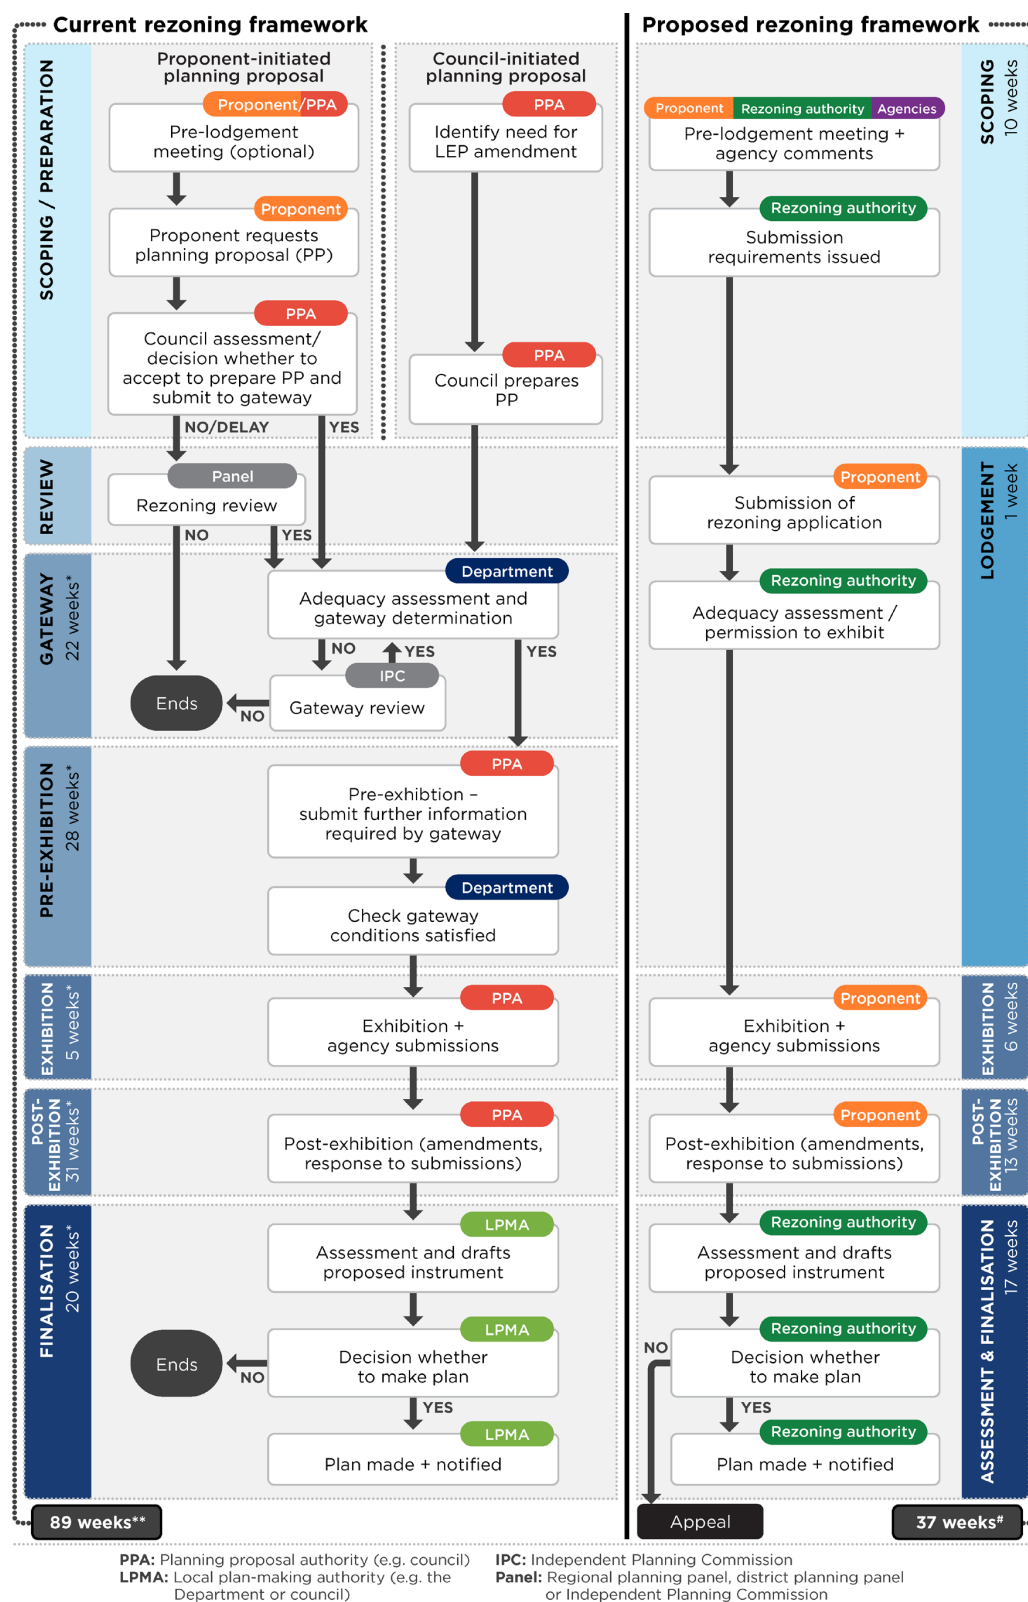 Current rezoning framework
Proponent-initiated
planning proposal
Council-initiated
planning proposal
SCOPING / PREPARATION
Proponent/PPA
Pre-lodgement
meeting (optional)
PPA
Identify need for
LEP amendment
Proponent
Proponent requests
planning proposal (PP)
PPA
Council assessment/
decision whether to
accept to prepare PP and
submit to gateway
PPA
Council prepares
PP
NO/DELAY
YES
REVIEW
Panel
Rezoning review
NO
YES
GATEWAY
22 weeks*
Department
Adequacy assessment and
gateway determination
NO
YES
YES
IPC
Gateway review
NO
Ends
PRE-EXHIBITION
28 weeks*
PPA
Pre-exhibtion –
submit further information
required by gateway
Department
Check gateway
conditions satisfied
EXHIBITION
5 weeks*
PPA
Exhibition +
agency submissions
POST-
EXHIBITION
31 weeks*
PPA
Post-exhibition (amendments,
response to submissions)
FINALISATION
20 weeks*
LPMA
Assessment and drafts
proposed instrument
LPMA
Decision whether
to make plan
NO
Ends
YES
LPMA
Plan made + notified
89 weeks**
Proposed rezoning framework
SCOPING
10 weeks
Proponent Rezoning authority Agencies
Pre-lodgement meeting +
agency comments
Rezoning authority
Submission
requirements issued
LODGEMENT
1 week
Proponent
Submission of
rezoning application
Rezoning authority
Adequacy assessment /
permission to exhibit
EXHIBITION
6 weeks
Proponent
Exhibition +
agency submissions
POST-
EXHIBITION
13 weeks
Proponent
Post-exhibition (amendments,
response to submissions)
ASSESSMENT & FINALISATION
17 weeks
Rezoning authority
Assessment and drafts
proposed instrument
Rezoning authority
Decision whether
to make plan
NO
YES
Rezoning authority
Plan made + notified
Appeal
37 weeks#
PPA: Planning proposal authority (e.g. council)
LPMA: Local plan-making authority (e.g. the
Department or council)
IPC: Independent Planning Commission
Panel: Regional planning panel, district planning panel
or Independent Planning Commission